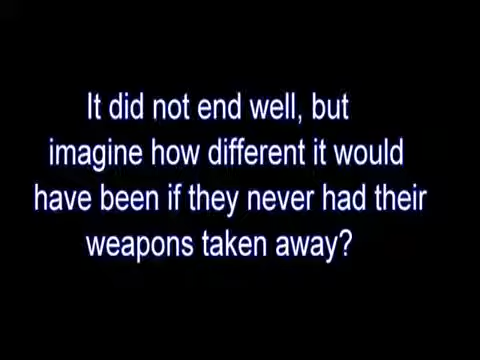 It did not end well, but
imagine how different it would
have been if they never had their
weapons taken away?